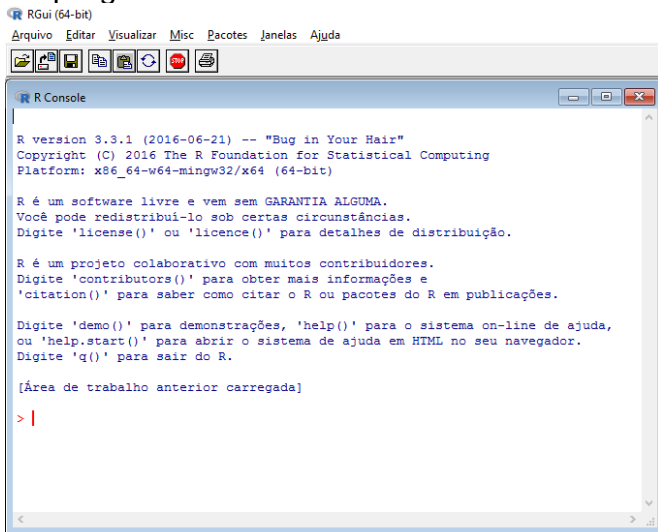 RGui (64-bit)
Arquivo Editar Visualizar Misc Pacotes Janelas Ajuda
STOP
R Console
R version 3.3.1 (2016-06-21) -- "Bug in Your Hair"
Copyright (C) 2016 The R Foundation for Statistical Computing
Platform: x86_64-w64-mingw32/x64 (64-bit)
R é um software livre e vem sem GARANTIA ALGUMA.
Você pode redistribuí-lo sob certas circunstâncias.
Digite 'license()' ou 'licence()' para detalhes de distribuição.
R é um projeto colaborativo com muitos contribuidores.
Digite 'contributors()' para obter mais informações e
'citation()' para saber como citar o R ou pacotes do R em publicações.
Digite 'demo()' para demonstrações, 'help()' para o sistema on-line de ajuda,
ou 'help.start()' para abrir o sistema de ajuda em HTML no seu navegador.
Digite 'q()' para sair do R.
[Área de trabalho anterior carregada]
>